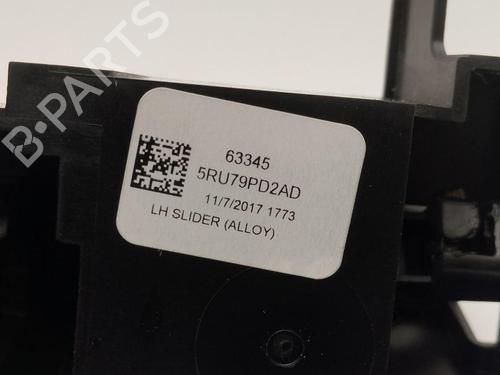 B-PARTS
63345
5RU79PD2AD
11/7/2017 1773
LH SLIDER (ALLOY)